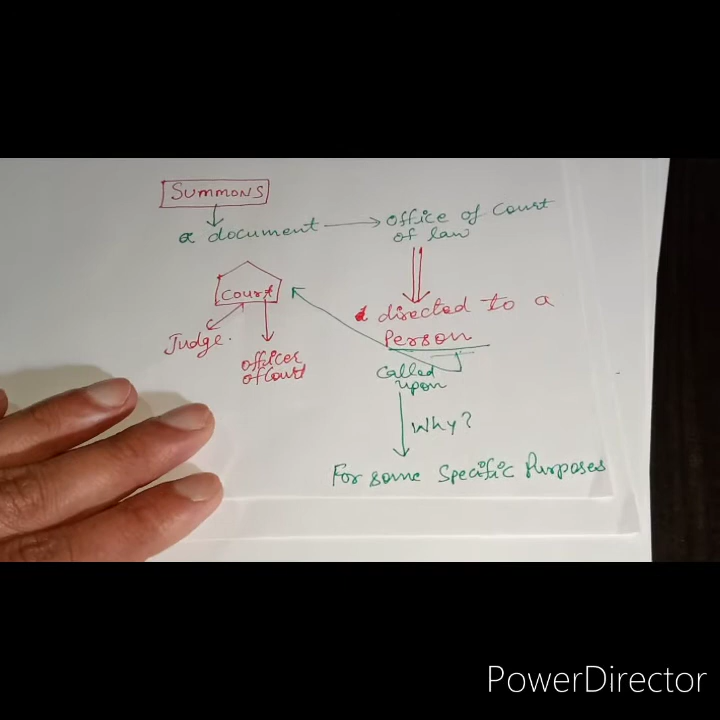 SUMMONS
a document
office of Court
of law
Court
Judge.
officer
of Court
directed to a
Person
Called
upon
Why?
For some Specific Purposes
PowerDirector